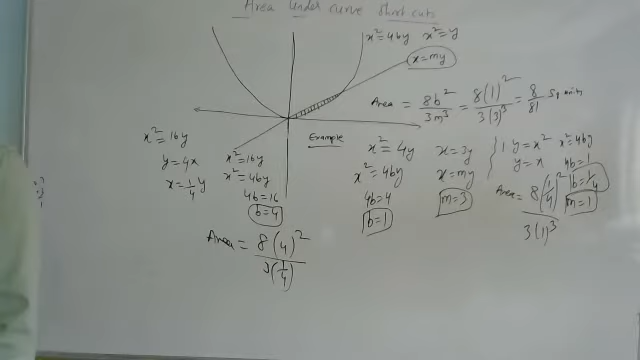 Area Under curve Short cuts
x² = 4by x² = y
x = my
Area = 8b²/3m³ = 8(1)²/3(3)³ = 8/81 Sq units
Example
x² = 16y
y = 4x
x = 1/4 y
x² = 16y
x² = 4by
4b = 16
b = 4
Area = 8(4)²/3(1/4)
x² = 4y x = 3y
x² = 4by x = my
4b = 4 m = 3
b = 1
1 y = x² x² = 4by
y = x 4b = 1
b = 1/4
m = 1
Area = 8(1/4)²/3(1)³